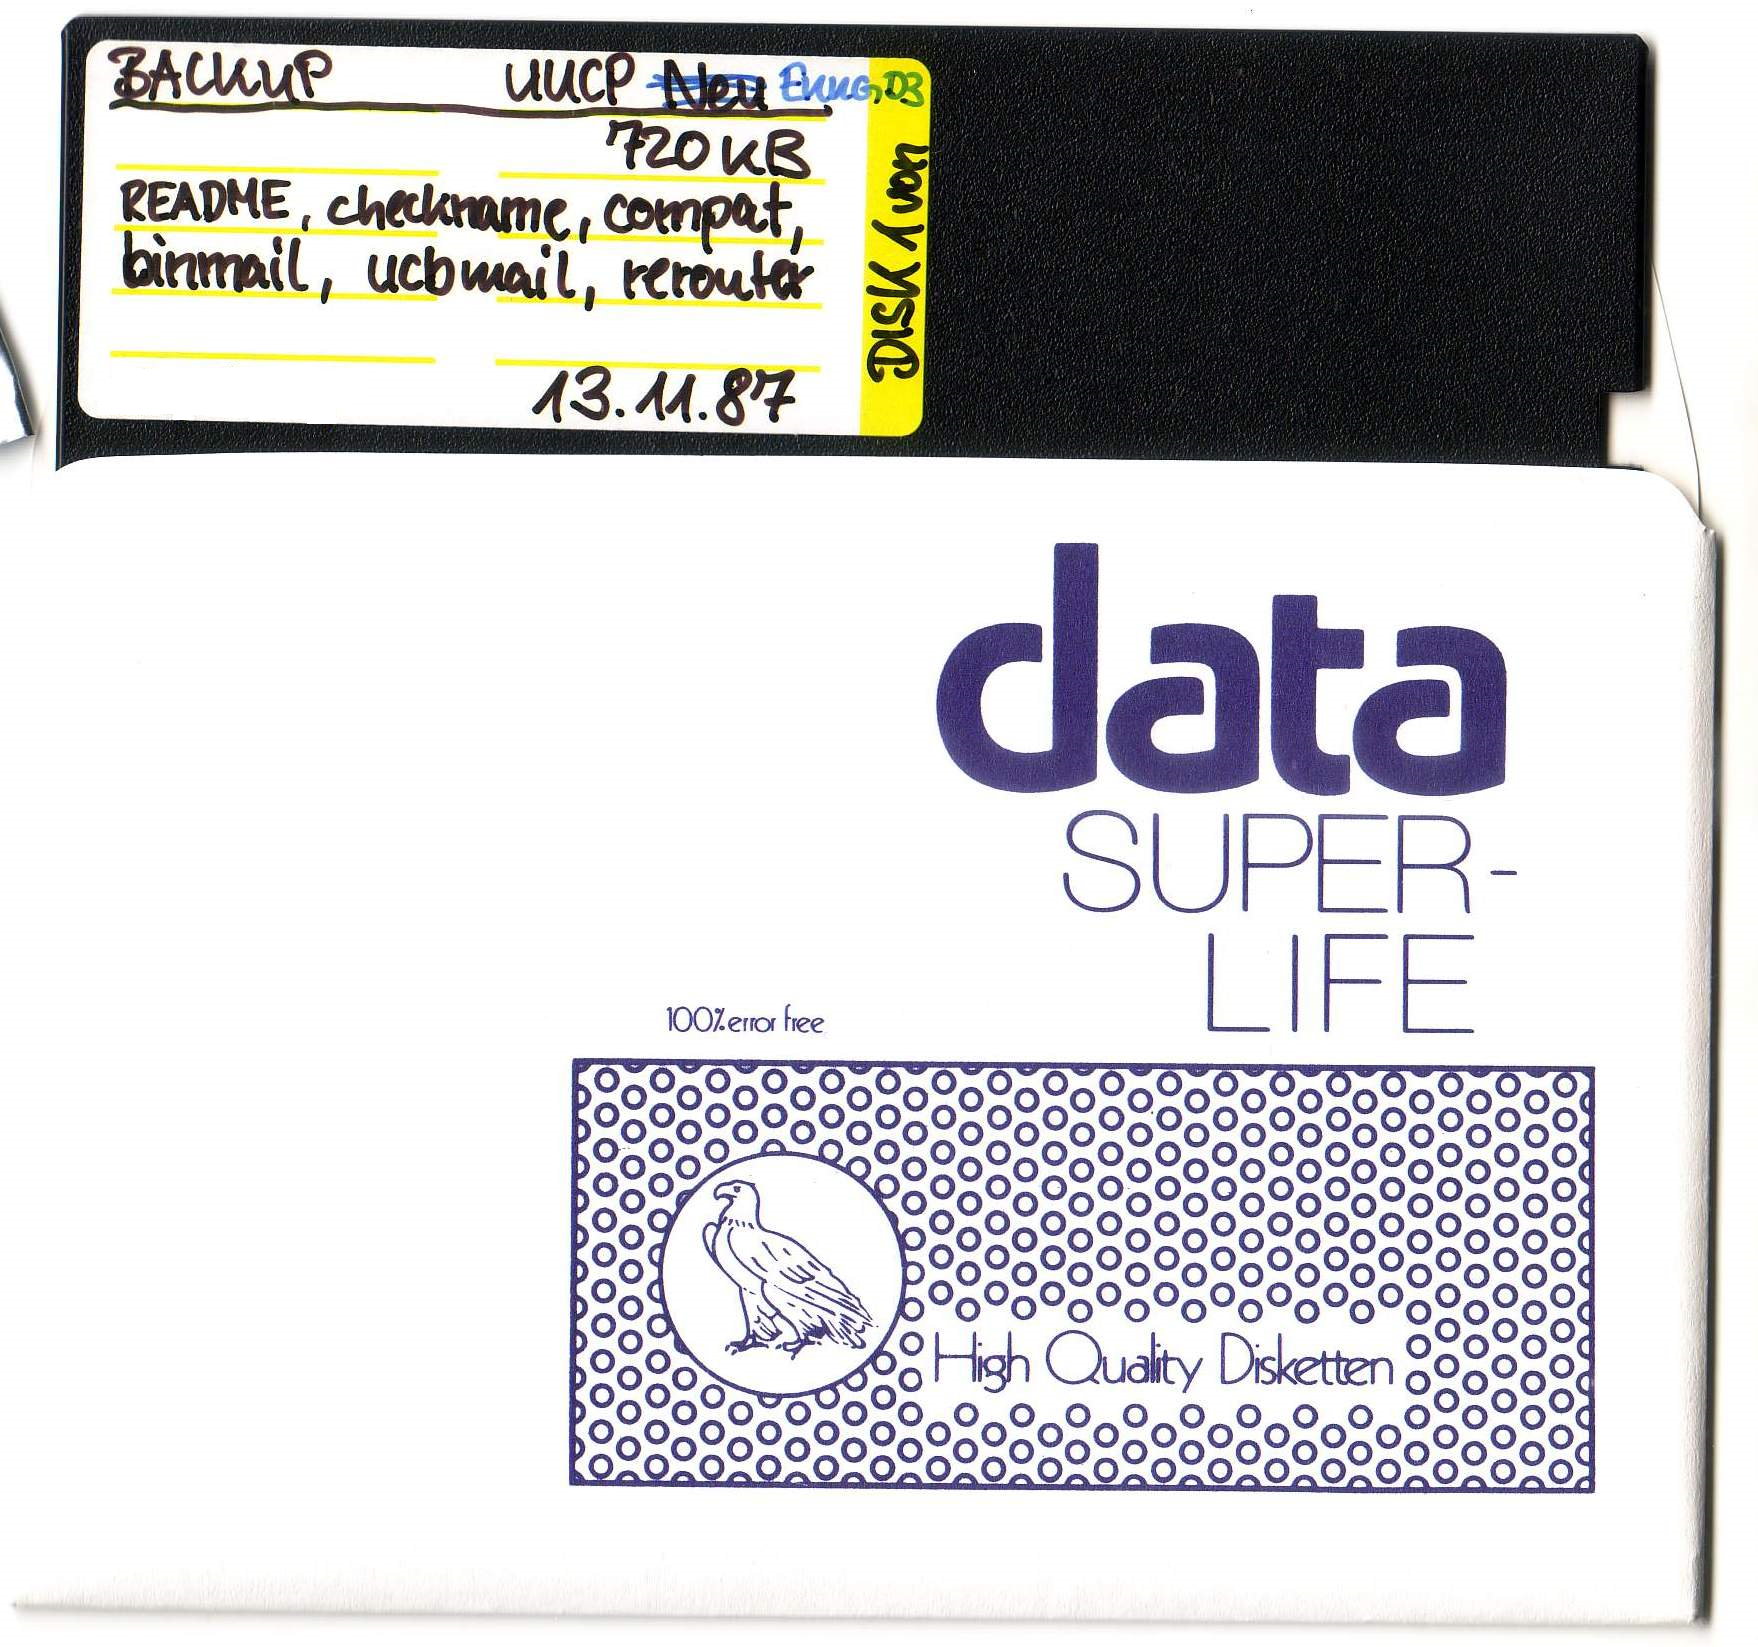 BACKUP UUCP Neu
720 KB
README, checkname, compat,
binmail, ucbmail, rerouter
13.11.87
DISK 1 von
data
SUPER-
LIFE
100% error free
High Quality Disketten